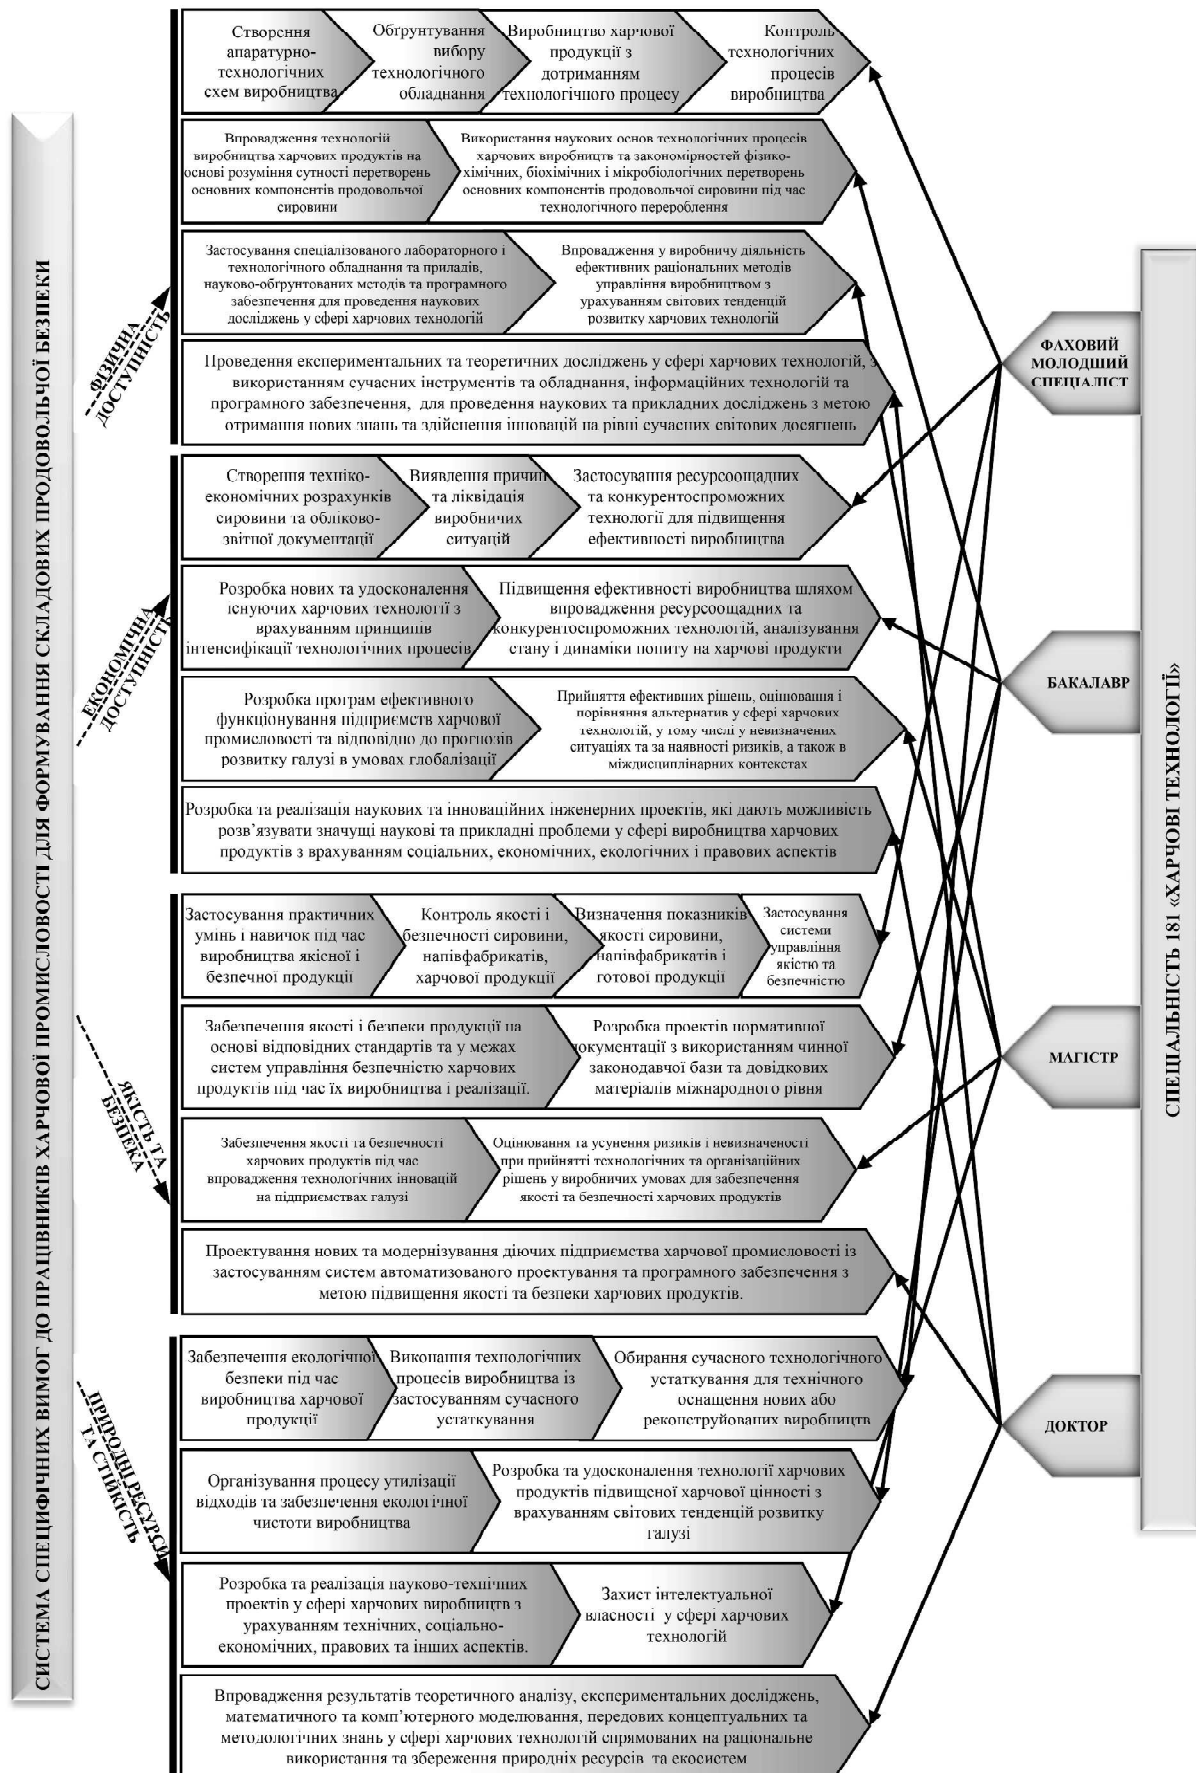 СИСТЕМА СПЕЦИФІЧНИХ ВИМОГ ДО ПРАЦІВНИКІВ ХАРЧОВОЇ ПРОМИСЛОВОСТІ ДЛЯ ФОРМУВАННЯ СКЛАДОВИХ ПРОДОВОЛЬЧОЇ БЕЗПЕКИ
ФІЗИЧНА
ДОСТУПНІСТЬ
Створення
апаратурно-
технологічних
схем виробництва
Обґрунтування
вибору
технологічного
обладнання
Виробництво харчової
продукції з
дотриманням
технологічного процесу
Контроль
технологічних
процесів
виробництва
Впровадження технологій
виробництва харчових продуктів на
основі розуміння сутності перетворень
основних компонентів продовольчої
сировини
Використання наукових основ технологічних процесів
харчових виробництв та закономірностей фізико-
хімічних, біохімічних і мікробіологічних перетворень
основних компонентів продовольчої сировини під час
технологічного перероблення
Застосування спеціалізованого лабораторного і
технологічного обладнання та приладів,
науково-обґрунтованих методів та програмного
забезпечення для проведення наукових
досліджень у сфері харчових технологій
Впровадження у виробничу діяльність
ефективних раціональних методів
управління виробництвом з
урахуванням світових тенденцій
розвитку харчових технологій
Проведення експериментальних та теоретичних досліджень у сфері харчових технологій, з
використанням сучасних інструментів та обладнання, інформаційних технологій та
програмного забезпечення, для проведення наукових та прикладних досліджень з метою
отримання нових знань та здійснення інновацій на рівні сучасних світових досягнень
ЕКОНОМІЧНА
ДОСТУПНІСТЬ
Створення техніко-
економічних розрахунків
сировини та обліково-
звітної документації
Виявлення причин
та ліквідація
виробничих
ситуацій
Застосування ресурсоощадних
та конкурентоспроможних
технології для підвищення
ефективності виробництва
Розробка нових та удосконалення
існуючих харчових технології з
врахуванням принципів
інтенсифікації технологічних процесів
Підвищення ефективності виробництва шляхом
впровадження ресурсоощадних та
конкурентоспроможних технологій, аналізування
стану і динаміки попиту на харчові продукти
Розробка програм ефективного
функціонування підприємств харчової
промисловості та відповідно до прогнозів
розвитку галузі в умовах глобалізації
Прийняття ефективних рішень, оцінювання і
порівняння альтернатив у сфері харчових
технологій, у тому числі у невизначених
ситуаціях та за наявності ризиків, а також в
міждисциплінарних контекстах
Розробка та реалізація наукових та інноваційних інженерних проектів, які дають можливість
розв’язувати значущі наукові та прикладні проблеми у сфері виробництва харчових
продуктів з врахуванням соціальних, економічних, екологічних і правових аспектів
ЯКІСТЬ ТА
БЕЗПЕКА
Застосування практичних
умінь і навичок під час
виробництва якісної і
безпечної продукції
Контроль якості і
безпечності сировини,
напівфабрикатів,
харчової продукції
Визначення показників
якості сировини,
напівфабрикатів і
готової продукції
Застосування
системи
управління
якістю та
безпечністю
Забезпечення якості і безпеки продукції на
основі відповідних стандартів та у межах
систем управління безпечністю харчових
продуктів під час їх виробництва і реалізації.
Розробка проектів нормативної
документації з використанням чинної
законодавчої бази та довідкових
матеріалів міжнародного рівня
Забезпечення якості та безпечності
харчових продуктів під час
впровадження технологічних інновацій
на підприємствах галузі
Оцінювання та усунення ризиків і невизначеності
при прийнятті технологічних та організаційних
рішень у виробничих умовах для забезпечення
якості та безпечності харчових продуктів
Проектування нових та модернізування діючих підприємства харчової промисловості із
застосуванням систем автоматизованого проектування та програмного забезпечення з
метою підвищення якості та безпеки харчових продуктів.
ПРИРОДНІ РЕСУРСИ
ТА СТІЙКІСТЬ
Забезпечення екологічної
безпеки під час
виробництва харчової
продукції
Виконання технологічних
процесів виробництва із
застосуванням сучасного
устаткування
Обирання сучасного технологічного
устаткування для технічного
оснащення нових або
реконструйованих виробництв
Організування процесу утилізації
відходів та забезпечення екологічної
чистоти виробництва
Розробка та удосконалення технології харчових
продуктів підвищеної харчової цінності з
врахуванням світових тенденцій розвитку
галузі
Розробка та реалізація науково-технічних
проектів у сфері харчових виробництв з
урахуванням технічних, соціально-
економічних, правових та інших аспектів.
Захист інтелектуальної
власності у сфері харчових
технологій
Впровадження результатів теоретичного аналізу, експериментальних досліджень,
математичного та комп’ютерного моделювання, передових концептуальних та
методологічних знань у сфері харчових технологій спрямованих на раціональне
використання та збереження природніх ресурсів та екосистем
ФАХОВИЙ
МОЛОДШИЙ
СПЕЦІАЛІСТ
БАКАЛАВР
МАГІСТР
ДОКТОР
СПЕЦІАЛЬНІСТЬ 181 «ХАРЧОВІ ТЕХНОЛОГІЇ»